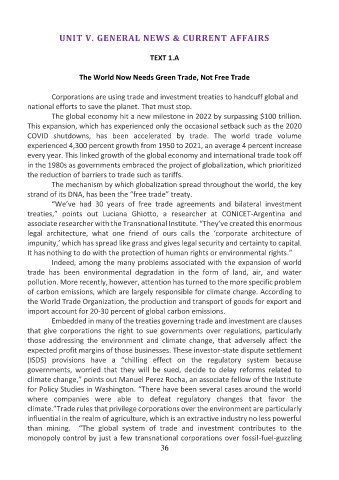 UNIT V. GENERAL NEWS & CURRENT AFFAIRS
TEXT 1.A
The World Now Needs Green Trade, Not Free Trade
Corporations are using trade and investment treaties to handcuff global and
national efforts to save the planet. That must stop.
The global economy hit a new milestone in 2022 by surpassing $100 trillion.
This expansion, which has experienced only the occasional setback such as the 2020
COVID shutdowns, has been accelerated by trade. The world trade volume
experienced 4,300 percent growth from 1950 to 2021, an average 4 percent increase
every year. This linked growth of the global economy and international trade took off
in the 1980s as governments embraced the project of globalization, which prioritized
the reduction of barriers to trade such as tariffs.
The mechanism by which globalization spread throughout the world, the key
strand of its DNA, has been the “free trade” treaty.
“We’ve had 30 years of free trade agreements and bilateral investment
treaties,” points out Luciana Ghiotto, a researcher at CONICET-Argentina and
associate researcher with the Transnational Institute. “They’ve created this enormous
legal architecture, what one friend of ours calls the ‘corporate architecture of
impunity,’ which has spread like grass and gives legal security and certainty to capital.
It has nothing to do with the protection of human rights or environmental rights.”
Indeed, among the many problems associated with the expansion of world
trade has been environmental degradation in the form of land, air, and water
pollution. More recently, however, attention has turned to the more specific problem
of carbon emissions, which are largely responsible for climate change. According to
the World Trade Organization, the production and transport of goods for export and
import account for 20-30 percent of global carbon emissions.
Embedded in many of the treaties governing trade and investment are clauses
that give corporations the right to sue governments over regulations, particularly
those addressing the environment and climate change, that adversely affect the
expected profit margins of those businesses. These investor-state dispute settlement
(ISDS) provisions have a “chilling effect on the regulatory system because
governments, worried that they will be sued, decide to delay reforms related to
climate change,” points out Manuel Perez Rocha, an associate fellow of the Institute
for Policy Studies in Washington. “There have been several cases around the world
where companies were able to defeat regulatory changes that favor the
climate.”Trade rules that privilege corporations over the environment are particularly
influential in the realm of agriculture, which is an extractive industry no less powerful
than mining. “The global system of trade and investment contributes to the
monopoly control by just a few transnational corporations over fossil-fuel-guzzling
36